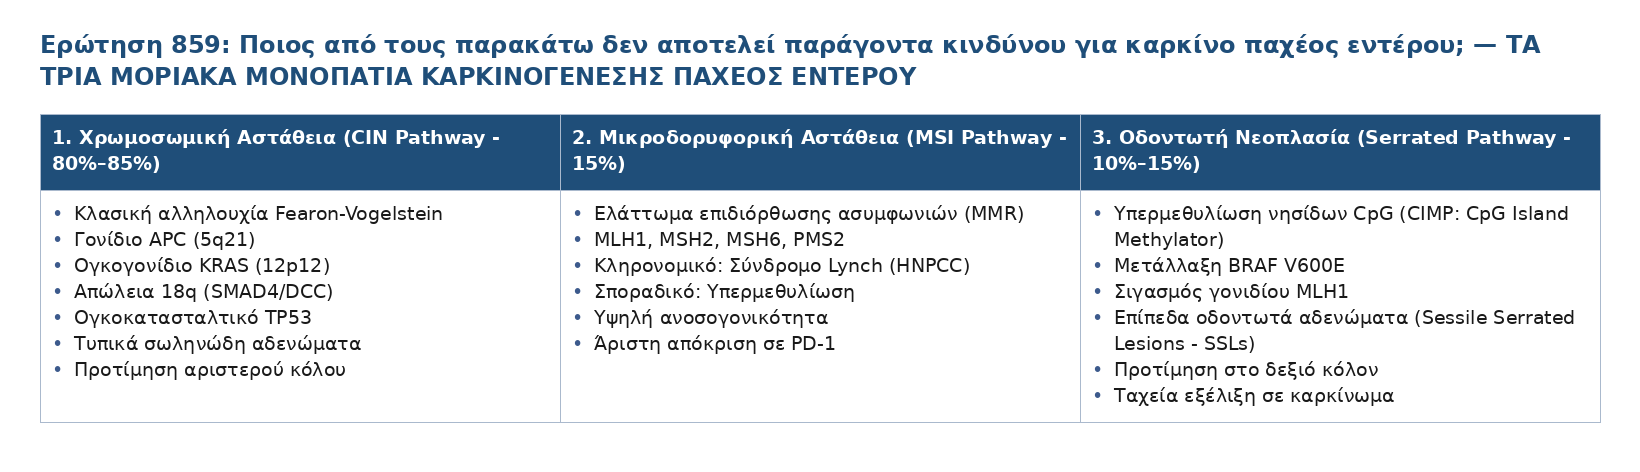 Ερώτηση 859: Ποιος από τους παρακάτω δεν αποτελεί παράγοντα κινδύνου για καρκίνο παχέος εντέρου; — ΤΑ
ΤΡΙΑ ΜΟΡΙΑΚΑ ΜΟΝΟΠΑΤΙΑ ΚΑΡΚΙΝΟΓΕΝΕΣΗΣ ΠΑΧΕΟΣ ΕΝΤΕΡΟΥ
1. Χρωμοσωμική Αστάθεια (CIN Pathway -
80%–85%)
• Κλασική αλληλουχία Fearon-Vogelstein
• Γονίδιο APC (5q21)
• Ογκογονίδιο KRAS (12p12)
• Απώλεια 18q (SMAD4/DCC)
• Ογκοκατασταλτικό TP53
• Τυπικά σωληνώδη αδενώματα
• Προτίμηση αριστερού κόλου
2. Μικροδορυφορική Αστάθεια (MSI Pathway -
15%)
• Ελάττωμα επιδιόρθωσης ασυμφωνιών (MMR)
• MLH1, MSH2, MSH6, PMS2
• Κληρονομικό: Σύνδρομο Lynch (HNPCC)
• Σποραδικό: Υπερμεθυλίωση
• Υψηλή ανοσογονικότητα
• Άριστη απόκριση σε PD-1
3. Οδοντωτή Νεοπλασία (Serrated Pathway -
10%–15%)
• Υπερμεθυλίωση νησίδων CpG (CIMP: CpG Island
Methylator)
• Μετάλλαξη BRAF V600E
• Σιγασμός γονιδίου MLH1
• Επίπεδα οδοντωτά αδενώματα (Sessile Serrated
Lesions - SSLs)
• Προτίμηση στο δεξιό κόλον
• Ταχεία εξέλιξη σε καρκίνωμα